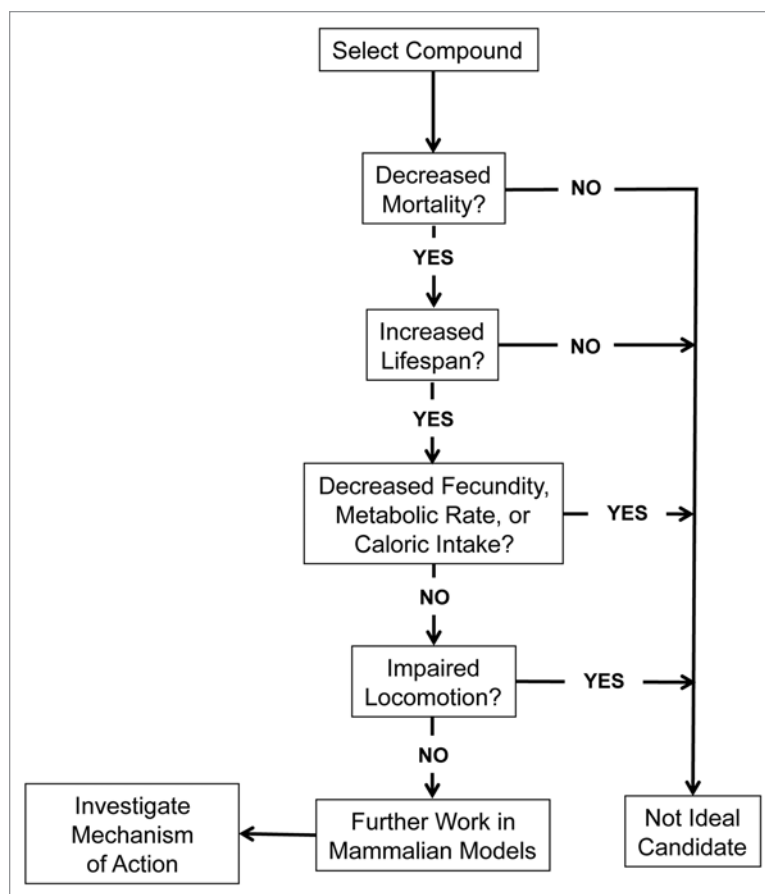 Select Compound
Decreased
Mortality?
NO
YES
Increased
Lifespan?
NO
YES
Decreased Fecundity,
Metabolic Rate, or
Caloric Intake?
YES
NO
Impaired
Locomotion?
YES
NO
Investigate
Mechanism
of Action
Further Work in
Mammalian Models
Not Ideal
Candidate